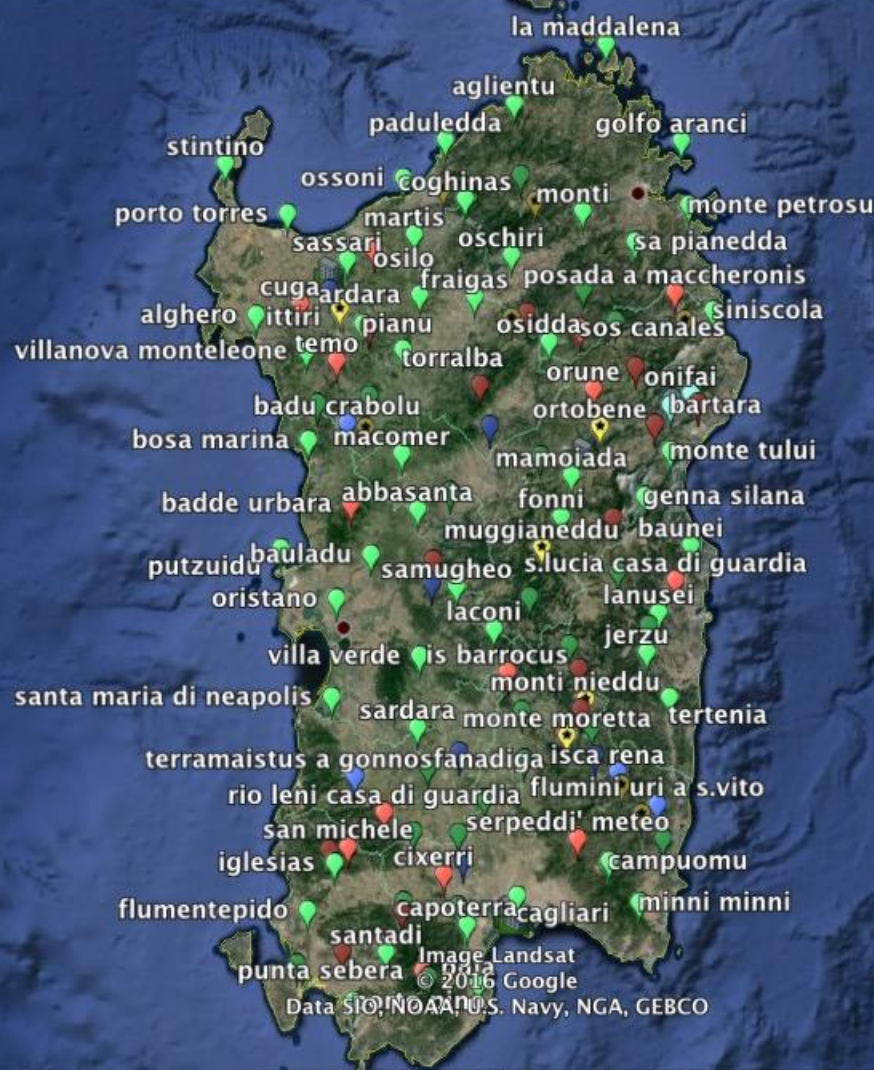 la maddalena
aglientu
paduledda
golfo aranci
stintino
ossoni
coghinas
monti
monte petrosu
porto torres
martis
sassari
oschiri
sa pianedda
osilo
fraigas
posada a maccheronis
cuga
ardara
alghero
ittiri
pianu
osidda
sos canales
siniscola
villanova monteleone
temo
torralba
orune
onifai
badu crabolu
ortobene
bartara
bosa marina
macomer
mamoiada
monte tului
badde urbara
abbasanta
fonni
genna silana
muggianeddu
baunei
putzuidu
bauladu
samugheo
s.lucia casa di guardia
oristano
laconi
lanusei
jerzu
villa verde
is barrocus
monti nieddu
santa maria di neapolis
sardara
monte moretta
tertenia
terramaistus a gonnosfanadiga
isca rena
rio leni casa di guardia
flumini uri a s.vito
san michele
serpeddi' meteo
iglesias
cixerri
campuomu
flumentepido
capoterra
cagliari
minni minni
santadi
Image Landsat
punta sebera
© 2016 Google
Data SIO, NOAA, U.S. Navy, NGA, GEBCO